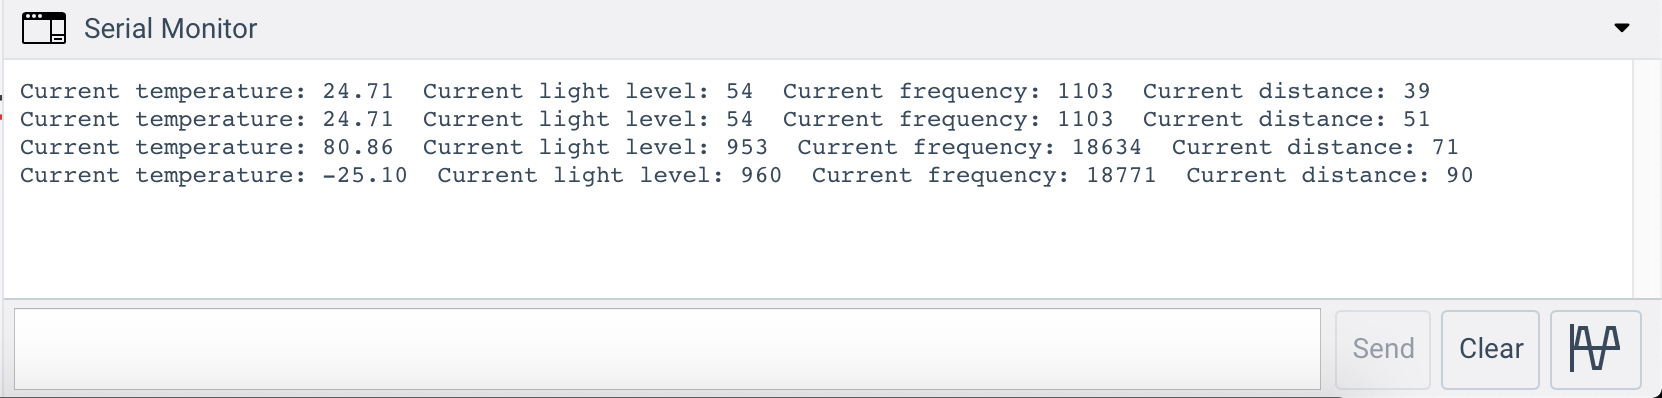 Serial Monitor
Current temperature: 24.71  Current light level: 54  Current frequency: 1103  Current distance: 39
Current temperature: 24.71  Current light level: 54  Current frequency: 1103  Current distance: 51
Current temperature: 80.86  Current light level: 953  Current frequency: 18634  Current distance: 71
Current temperature: -25.10  Current light level: 960  Current frequency: 18771  Current distance: 90
Send Clear